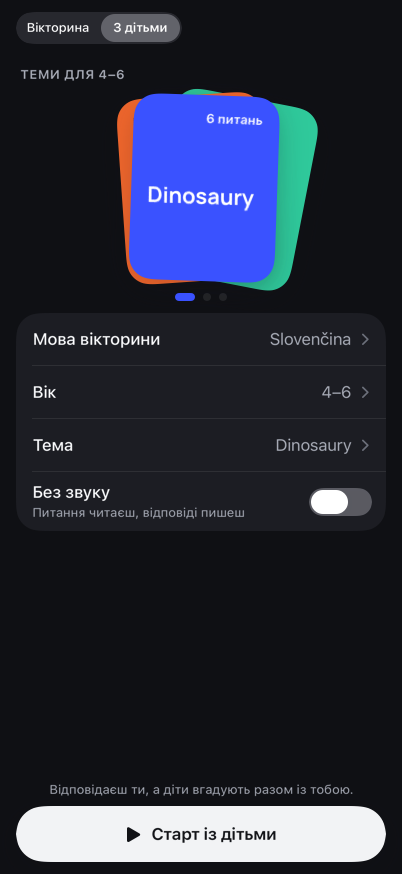 Вікторина
З дітьми
ТЕМИ ДЛЯ 4–6
6 питань
Dinosaury
Мова вікторини
Slovenčina
Вік
4–6
Тема
Dinosaury
Без звуку
Питання читаєш, відповіді пишеш
Відповідаєш ти, а діти вгадують разом із тобою.
Старт із дітьми